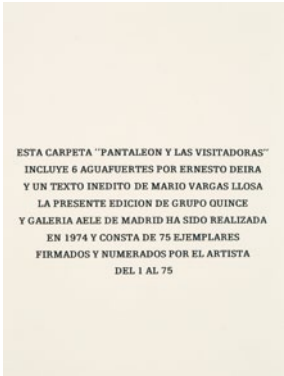 ESTA CARPETA "PANTALEON Y LAS VISITADORAS"
INCLUYE 6 AGUAFUERTES POR ERNESTO DEIRA
Y UN TEXTO INEDITO DE MARIO VARGAS LLOSA
LA PRESENTE EDICION DE GRUPO QUINCE
Y GALERIA AELE DE MADRID HA SIDO REALIZADA
EN 1974 Y CONSTA DE 75 EJEMPLARES
FIRMADOS Y NUMERADOS POR EL ARTISTA
DEL 1 AL 75